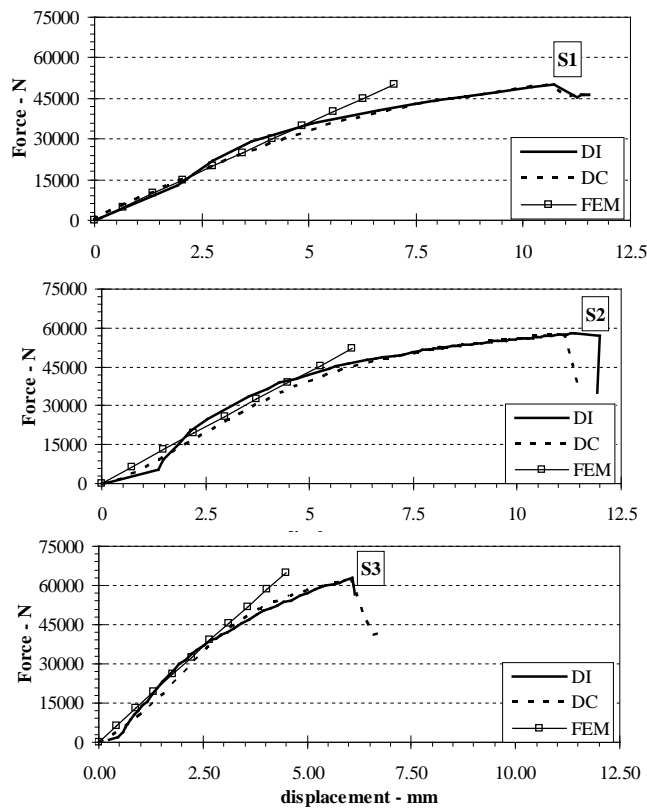 75000
S1
60000
45000
30000
15000
0
Force - N
DI
DC
FEM
0 2.5 5 7.5 10 12.5
75000
S2
60000
45000
30000
15000
0
Force - N
DI
DC
FEM
0 2.5 5 7.5 10 12.5
75000
S3
60000
45000
30000
15000
0
Force - N
DI
DC
FEM
0.00 2.50 5.00 7.50 10.00 12.50
displacement - mm